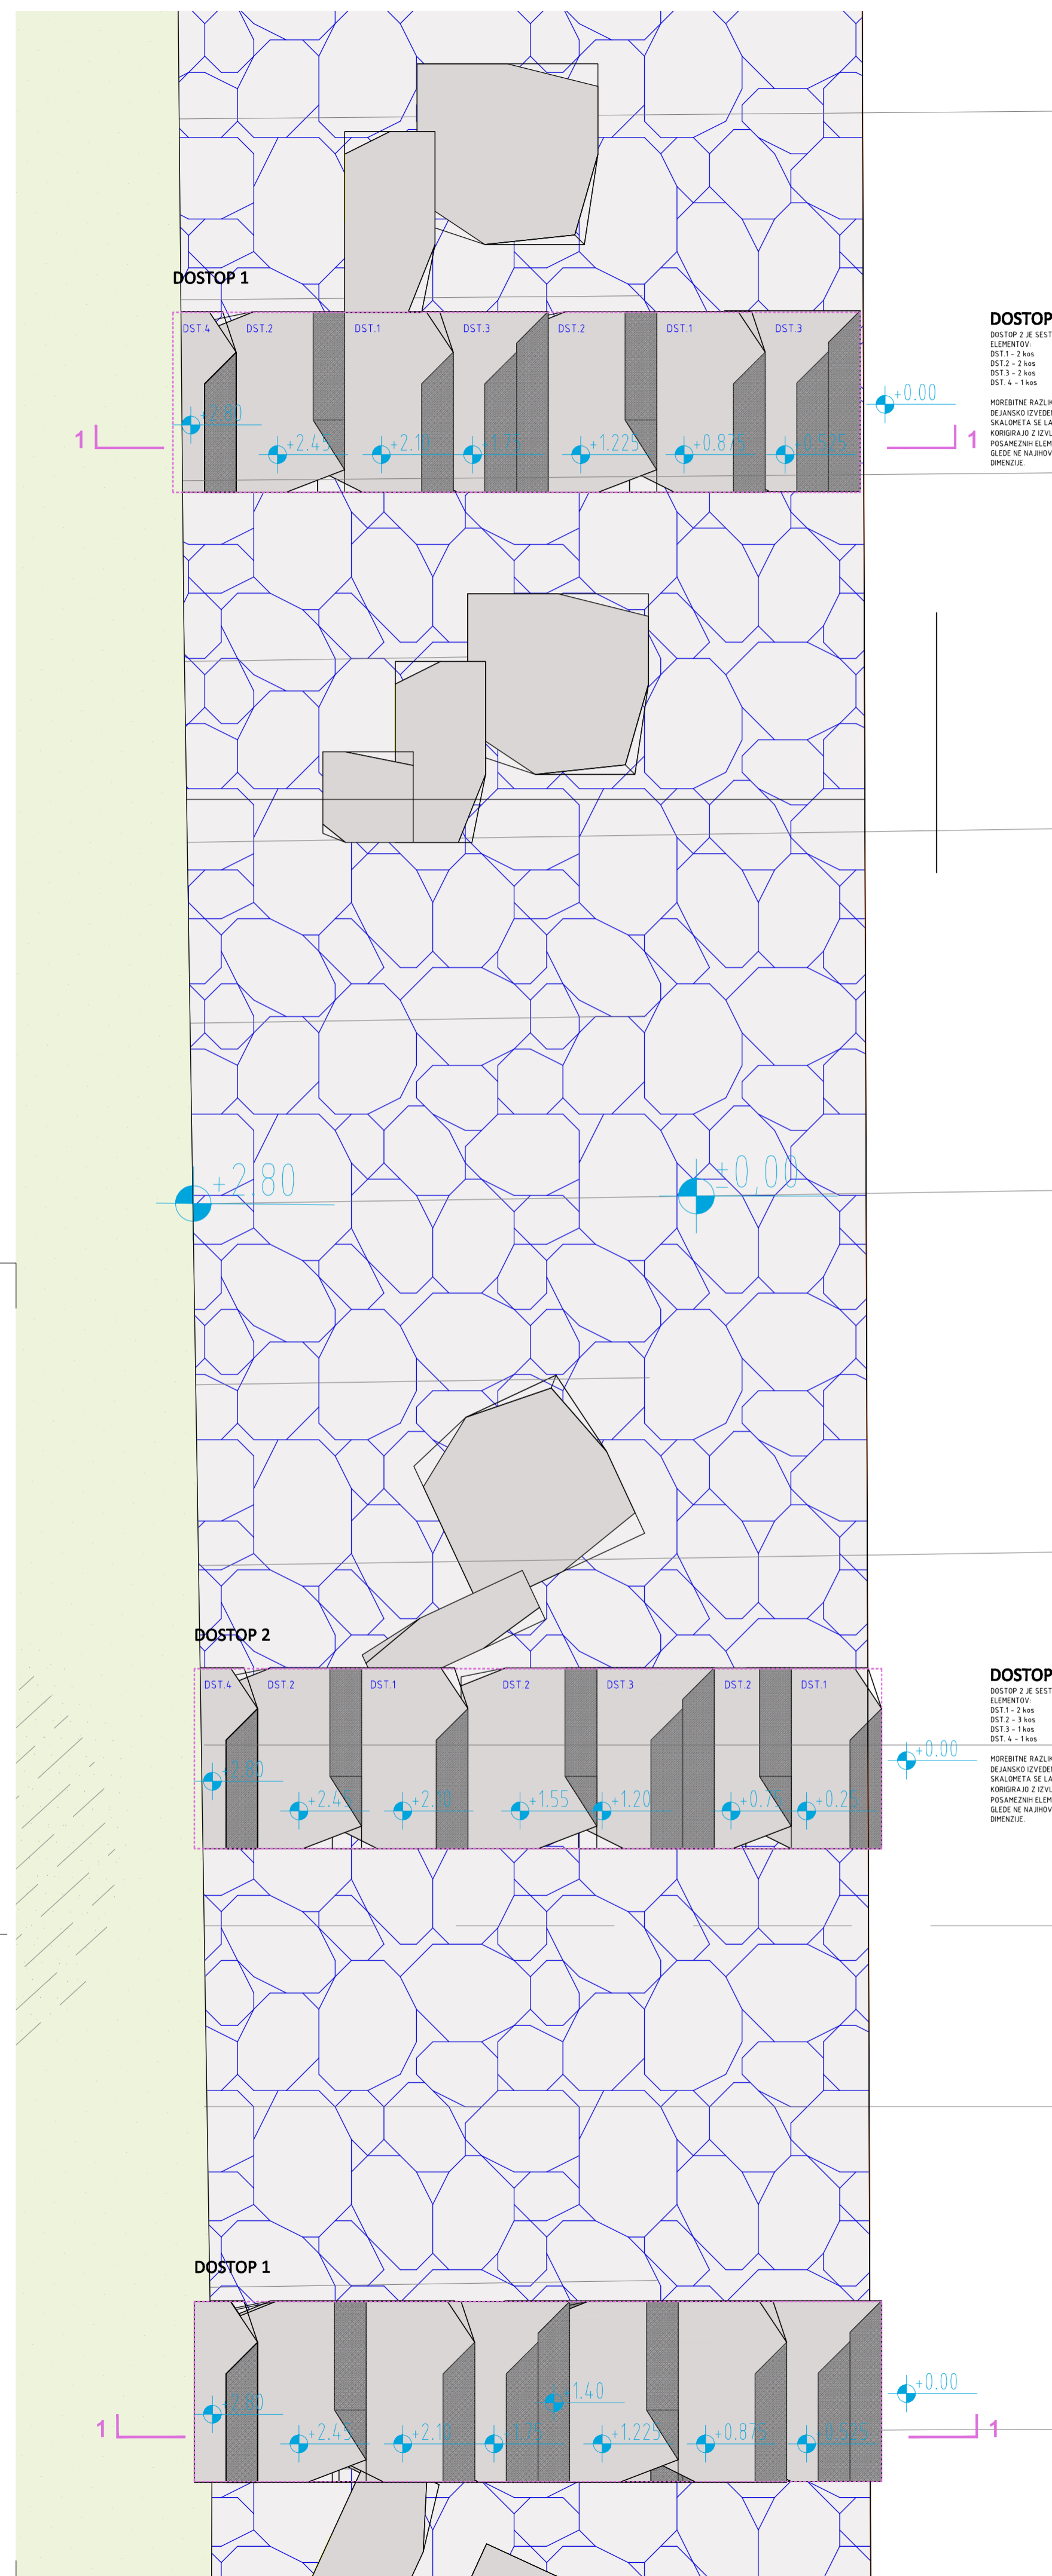 DOSTOP 1
DST.4 DST.2 DST.1 DST.3 DST.2 DST.1 DST.3
+2.80 +2.45 +2.10 +1.75 +1.225 +0.875 +0.525 +0.00
1 1
DOSTOP
DOSTOP 2 JE SEST
ELEMENTOV:
DST.1 - 2 kos
DST.2 - 2 kos
DST.3 - 2 kos
DST. 4 - 1 kos
MOREBITNE RAZLIK
DEJANSKO IZVEDE
SKALOMETA SE LA
KORIGIRAJO Z IZVL
POSAMEZNIH ELEM
GLEDE NE NAJIHOV
DIMENZIJE.
+2.80 ±0,00
DOSTOP 2
DST.4 DST.2 DST.1 DST.2 DST.3 DST.2 DST.1
+2.80 +2.45 +2.10 +1.55 +1.20 +0.75 +0.25 +0.00
DOSTOP
DOSTOP 2 JE SEST
ELEMENTOV:
DST.1 - 2 kos
DST.2 - 3 kos
DST.3 - 1 kos
DST. 4 - 1 kos
MOREBITNE RAZLIK
DEJANSKO IZVEDE
SKALOMETA SE LA
KORIGIRAJO Z IZVL
POSAMEZNIH ELEM
GLEDE NE NAJIHOV
DIMENZIJE.
DOSTOP 1
+2.80 +2.45 +2.10 +1.75 +1.40 +1.225 +0.875 +0.525 +0.00
1 1